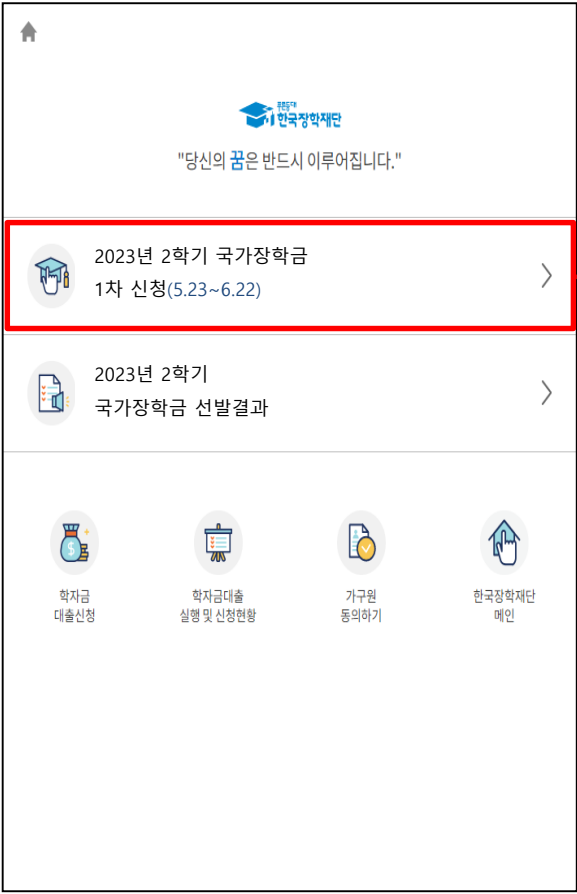 푸른등대
한국장학재단
"당신의 꿈은 반드시 이루어집니다."
2023년 2학기 국가장학금
1차 신청(5.23~6.22)
2023년 2학기
국가장학금 선발결과
학자금
대출신청
학자금대출
실행 및 신청현황
가구원
동의하기
한국장학재단
메인